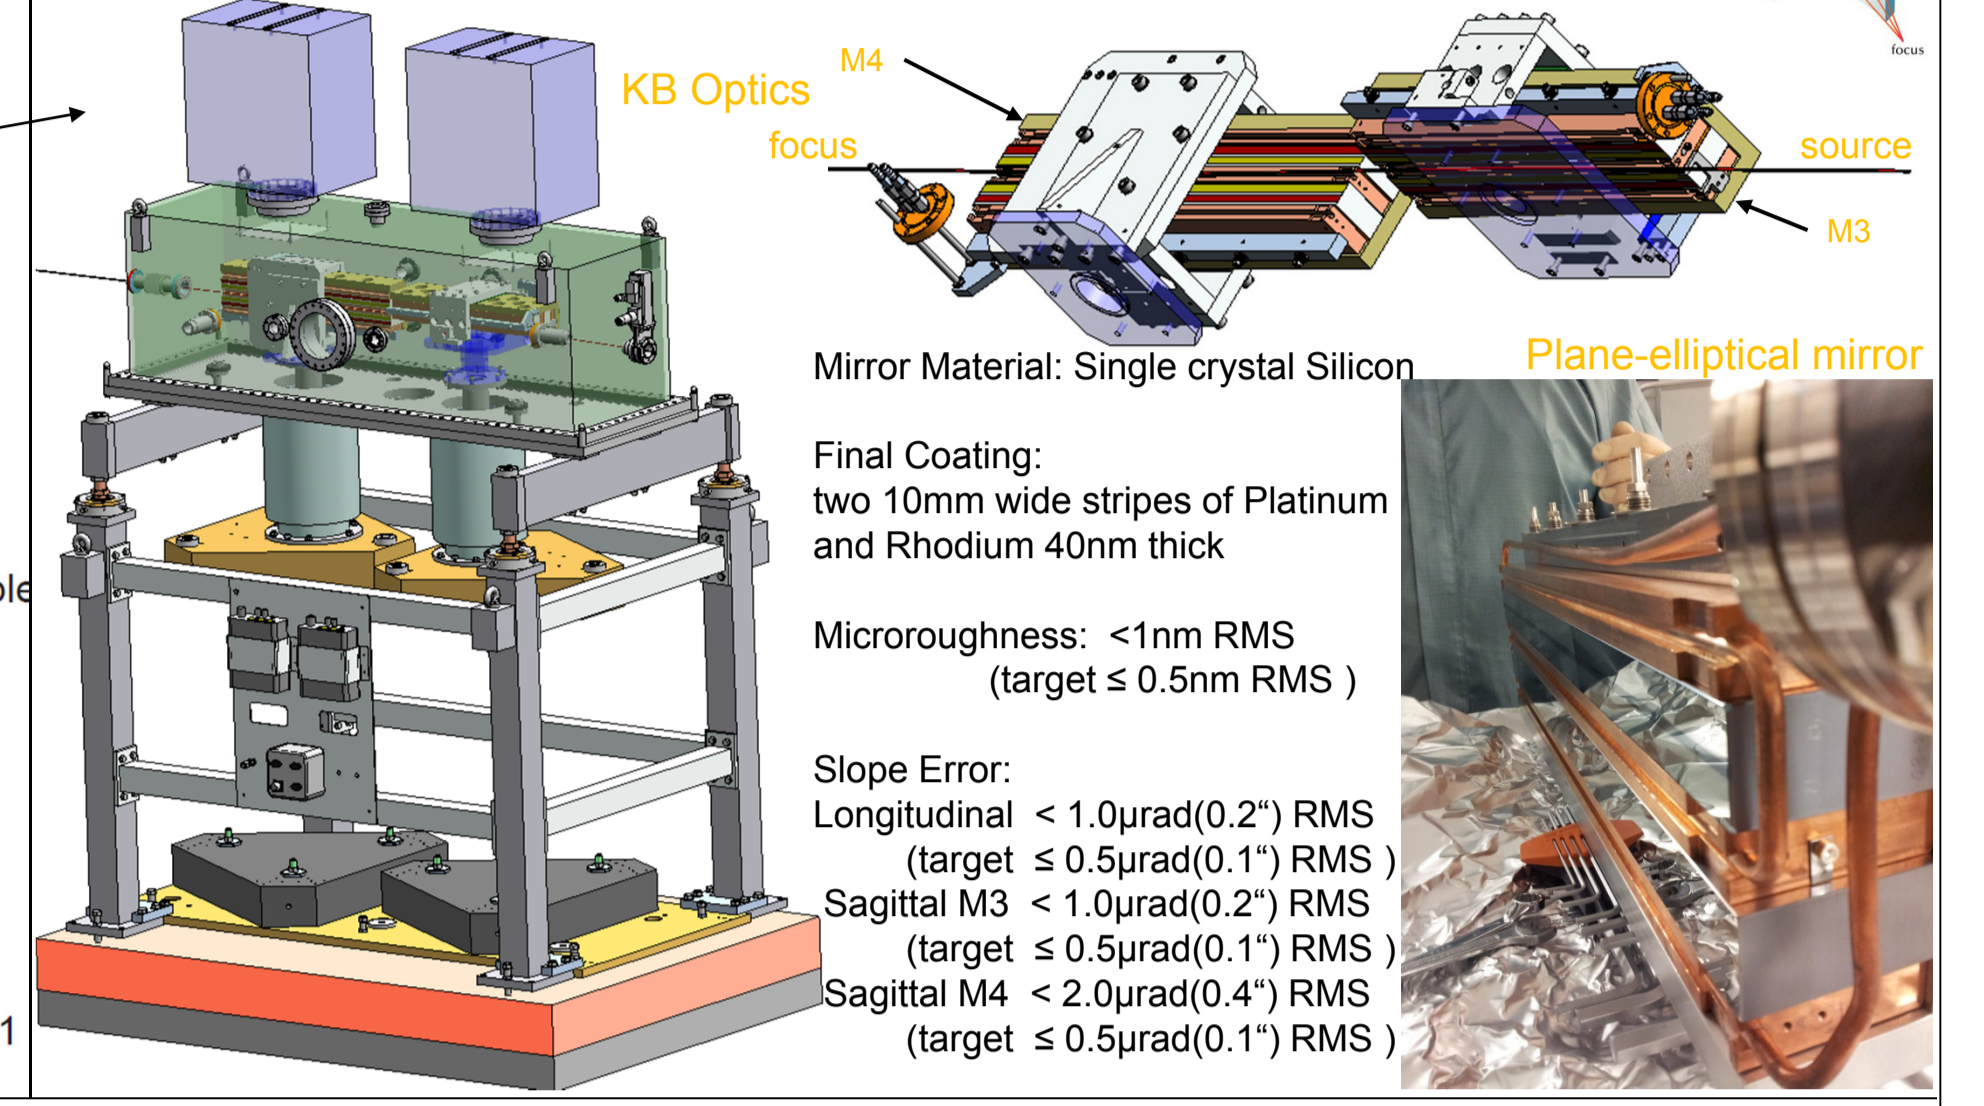 focus
KB Optics
M4
focus
source
M3
Plane-elliptical mirror
Mirror Material: Single crystal Silicon
Final Coating:
two 10mm wide stripes of Platinum
and Rhodium 40nm thick
Microroughness: <1nm RMS
(target ≤ 0.5nm RMS )
Slope Error:
Longitudinal < 1.0µrad(0.2“) RMS
(target ≤ 0.5µrad(0.1“) RMS )
Sagittal M3 < 1.0µrad(0.2“) RMS
(target ≤ 0.5µrad(0.1“) RMS )
Sagittal M4 < 2.0µrad(0.4“) RMS
(target ≤ 0.5µrad(0.1“) RMS )
1